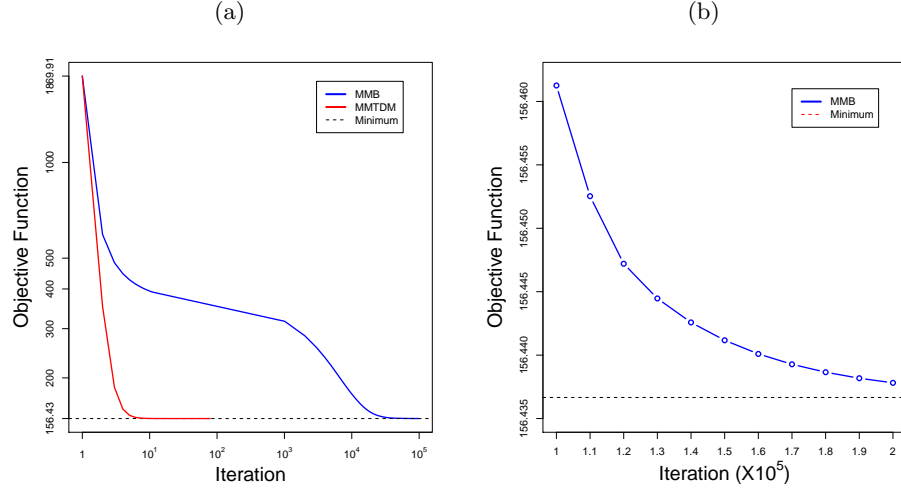 (a)
1869.91
1000
500
400
300
200
156.43
Objective Function
MMB
MMTDM
Minimum
1
10^1
10^2
10^3
10^4
10^5
Iteration
(b)
156.460
156.455
156.450
156.445
156.440
156.435
Objective Function
MMB
Minimum
1 1.1 1.2 1.3 1.4 1.5 1.6 1.7 1.8 1.9 2
Iteration (X10^5)